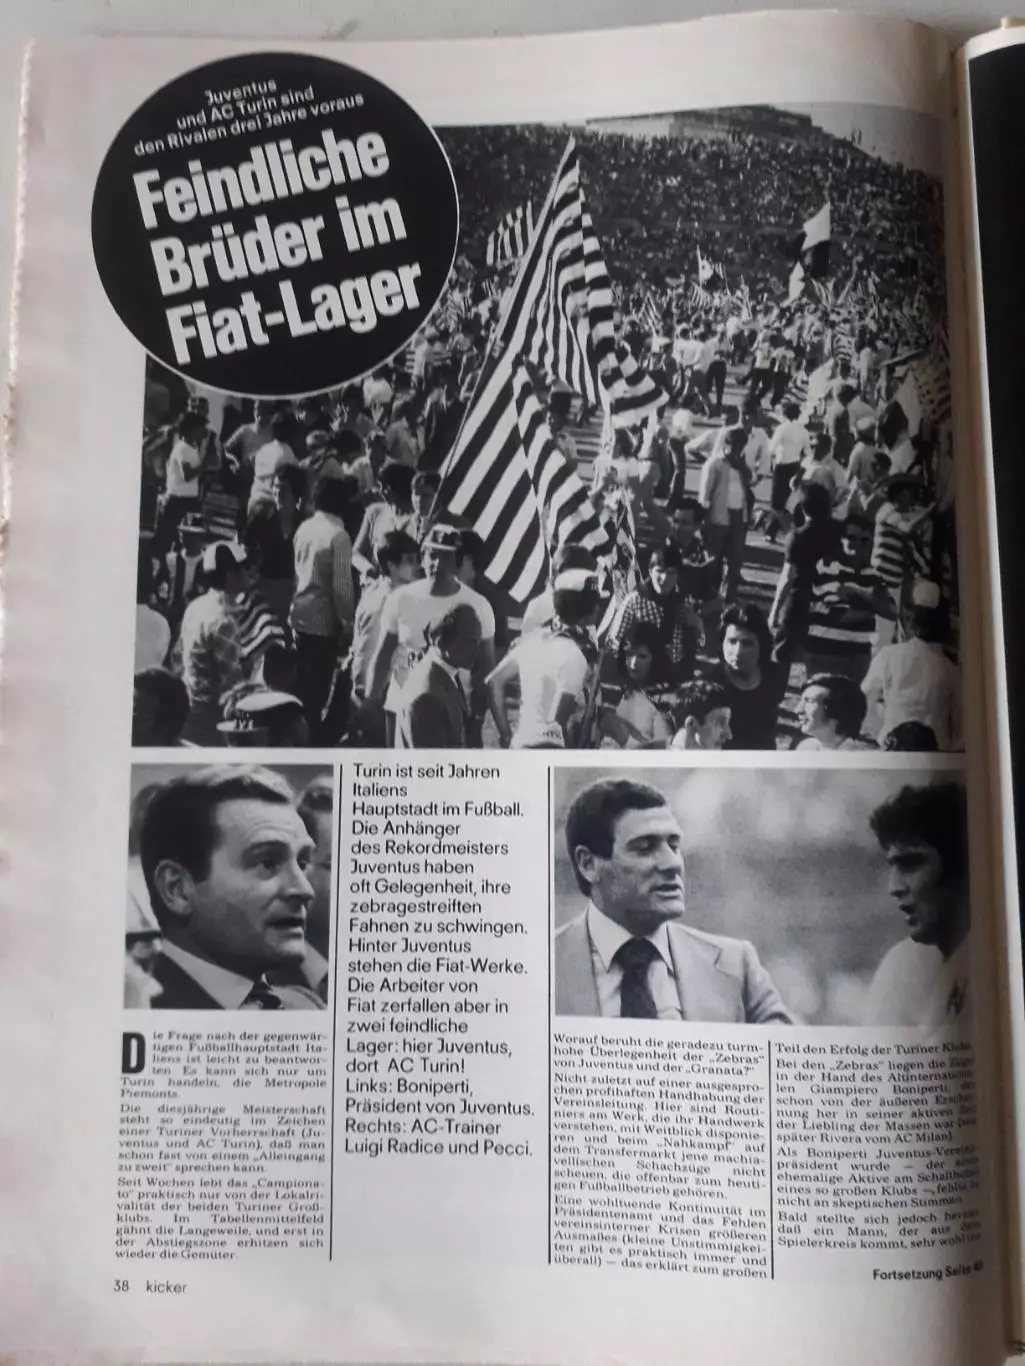 Juventus
und AC Turin sind
den Rivalen drei Jahre voraus
Feindliche
Brüder im
Fiat-Lager
Turin ist seit Jahren
Italiens
Hauptstadt im Fußball.
Die Anhänger
des Rekordmeisters
Juventus haben
oft Gelegenheit, ihre
zebragestreiften
Fahnen zu schwingen.
Hinter Juventus
stehen die Fiat-Werke.
Die Arbeiter von
Fiat zerfallen aber in
zwei feindliche
Lager: hier Juventus,
dort AC Turin!
Links: Boniperti,
Präsident von Juventus.
Rechts: AC-Trainer
Luigi Radice und Pecci.
Die Frage nach der gegenwär-
tigen Fußballhauptstadt Ita-
liens ist leicht zu beantwor-
ten. Es kann sich nur um
Turin handeln, die Metropole
Piemonts.
Die diesjährige Meisterschaft
steht so eindeutig im Zeichen
einer Turiner Vorherrschaft (Ju-
ventus und AC Turin), daß man
schon fast von einem „Alleingang
zu zweit" sprechen kann.
Seit Wochen lebt das „Campiona-
to" praktisch nur von der Lokalri-
valität der beiden Turiner Groß-
klubs. Im Tabellenmittelfeld
gähnt die Langeweile, und erst in
der Abstiegszone erhitzen sich
wieder die Gemüter.
Worauf beruht die geradezu turm-
hohe Überlegenheit der „Zebras"
von Juventus und der „Granata?"
Nicht zuletzt auf einer ausgespro-
chen profihaften Handhabung der
Vereinsleitung. Hier sind Routi-
niers am Werk, die ihr Handwerk
verstehen, mit Weitblick disponie-
ren und beim „Nahkampf" auf
dem Transfermarkt jene machia-
vellischen Schachzüge nicht
scheuen, die offenbar zum heuti-
gen Fußballbetrieb gehören.
Eine wohltuende Kontinuität im
Präsidentenamt und das Fehlen
vereinsinterner Krisen größeren
Ausmaßes (kleine Unstimmigkei-
ten gibt es praktisch immer und
überall) — das erklärt zum großen
Teil den Erfolg der Turiner Klubs.
Bei den „Zebras" liegen die Zügel
in der Hand des Altinternationa-
len Giampiero Boniperti,
schon von der äußeren
nung her in seiner aktiven
der Liebling der Massen war
später Rivera vom AC Milan)
Als Boniperti Juventus-Vereins-
präsident wurde — der
ehemalige Aktive am Schalthebel
eines so großen Klubs —,
nicht an skeptischen Stimmen.
Bald stellte sich jedoch
daß ein Mann, der aus
Spielerkreis kommt, sehr wohl
Fortsetzung Seite
38 kicker